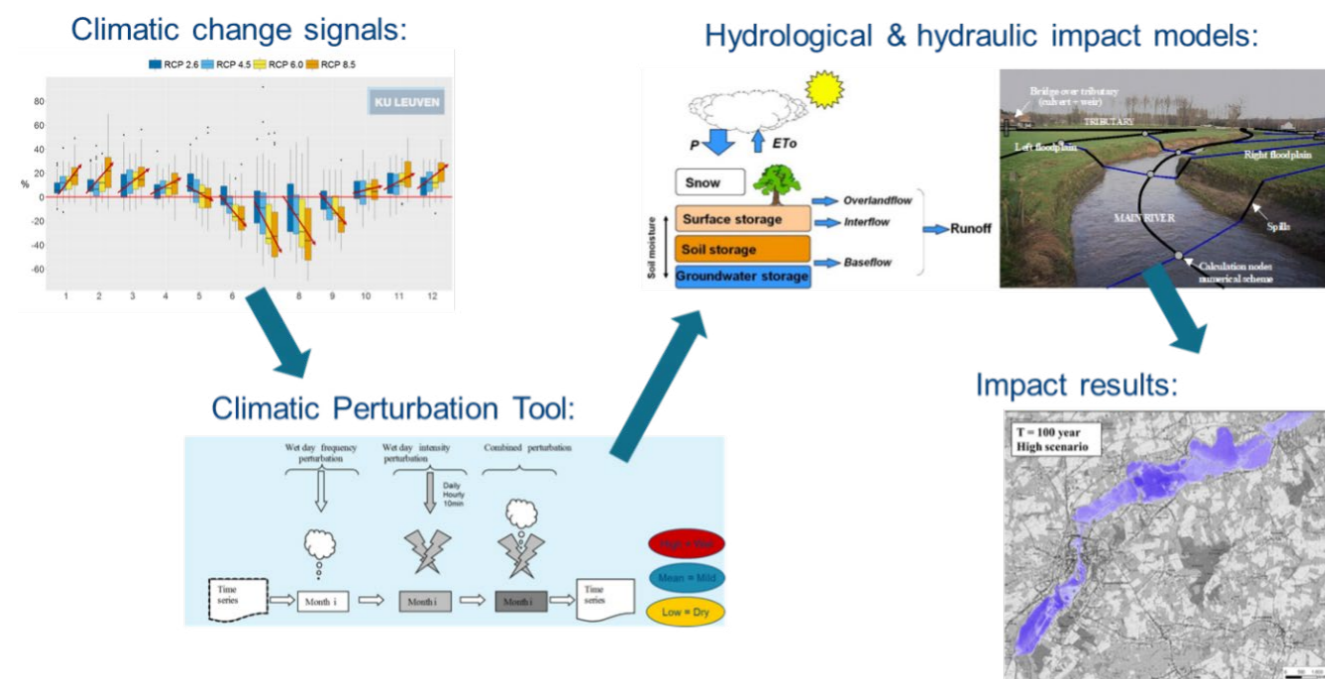 Climatic change signals:
RCP 2.6 RCP 4.5 RCP 6.0 RCP 8.5
KU LEUVEN
80
60
40
20
%
0
-20
-40
-60
1 2 3 4 5 6 8 9 10 11 12
Climatic Perturbation Tool:
Wet day frequency
perturbation
Wet day intensity
perturbation
Combined perturbation
Daily
Hourly
10min
Time
series
Month i
Month i
Month i
Time
series
High = Wet
Mean = Mild
Low = Dry
Hydrological & hydraulic impact models:
P
ETo
Snow
Surface storage
Soil storage
Groundwater storage
Soil moisture
Overlandflow
Interflow
Baseflow
Runoff
Bridge over tributary
(culvert + weir)
TRIBUTARY
Left floodplain
Right floodplain
MAIN RIVER
Spills
Calculation nodes
numerical scheme
Impact results:
T = 100 year
High scenario